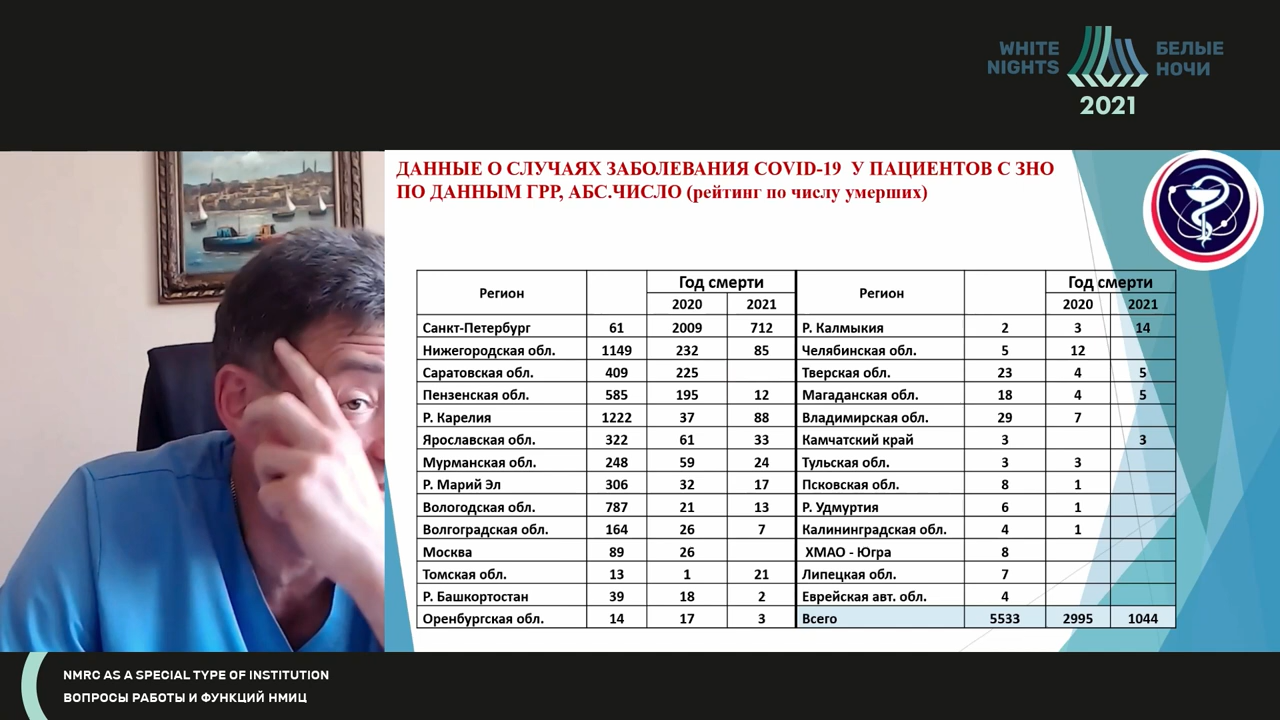 WHITE NIGHTS
БЕЛЫЕ НОЧИ
2021
ДАННЫЕ О СЛУЧАЯХ ЗАБОЛЕВАНИЯ COVID-19 У ПАЦИЕНТОВ С ЗНО
ПО ДАННЫМ ГРР, АБС.ЧИСЛО (рейтинг по числу умерших)
Регион Год смерти Регион Год смерти
2020 2021 2020 2021
Санкт-Петербург 61 2009 712 Р. Калмыкия 2 3 14
Нижегородская обл. 1149 232 85 Челябинская обл. 5 12
Саратовская обл. 409 225 Тверская обл. 23 4 5
Пензенская обл. 585 195 12 Магаданская обл. 18 4 5
Р. Карелия 1222 37 88 Владимирская обл. 29 7
Ярославская обл. 322 61 33 Камчатский край 3 3
Мурманская обл. 248 59 24 Тульская обл. 3 3
Р. Марий Эл 306 32 17 Псковская обл. 8 1
Вологодская обл. 787 21 13 Р. Удмуртия 6 1
Волгоградская обл. 164 26 7 Калининградская обл. 4 1
Москва 89 26 ХМАО - Югра 8
Томская обл. 13 1 21 Липецкая обл. 7
Р. Башкортостан 39 18 2 Еврейская авт. обл. 4
Оренбургская обл. 14 17 3 Всего 5533 2995 1044
NMRC AS A SPECIAL TYPE OF INSTITUTION
ВОПРОСЫ РАБОТЫ И ФУНКЦИЙ НМИЦ